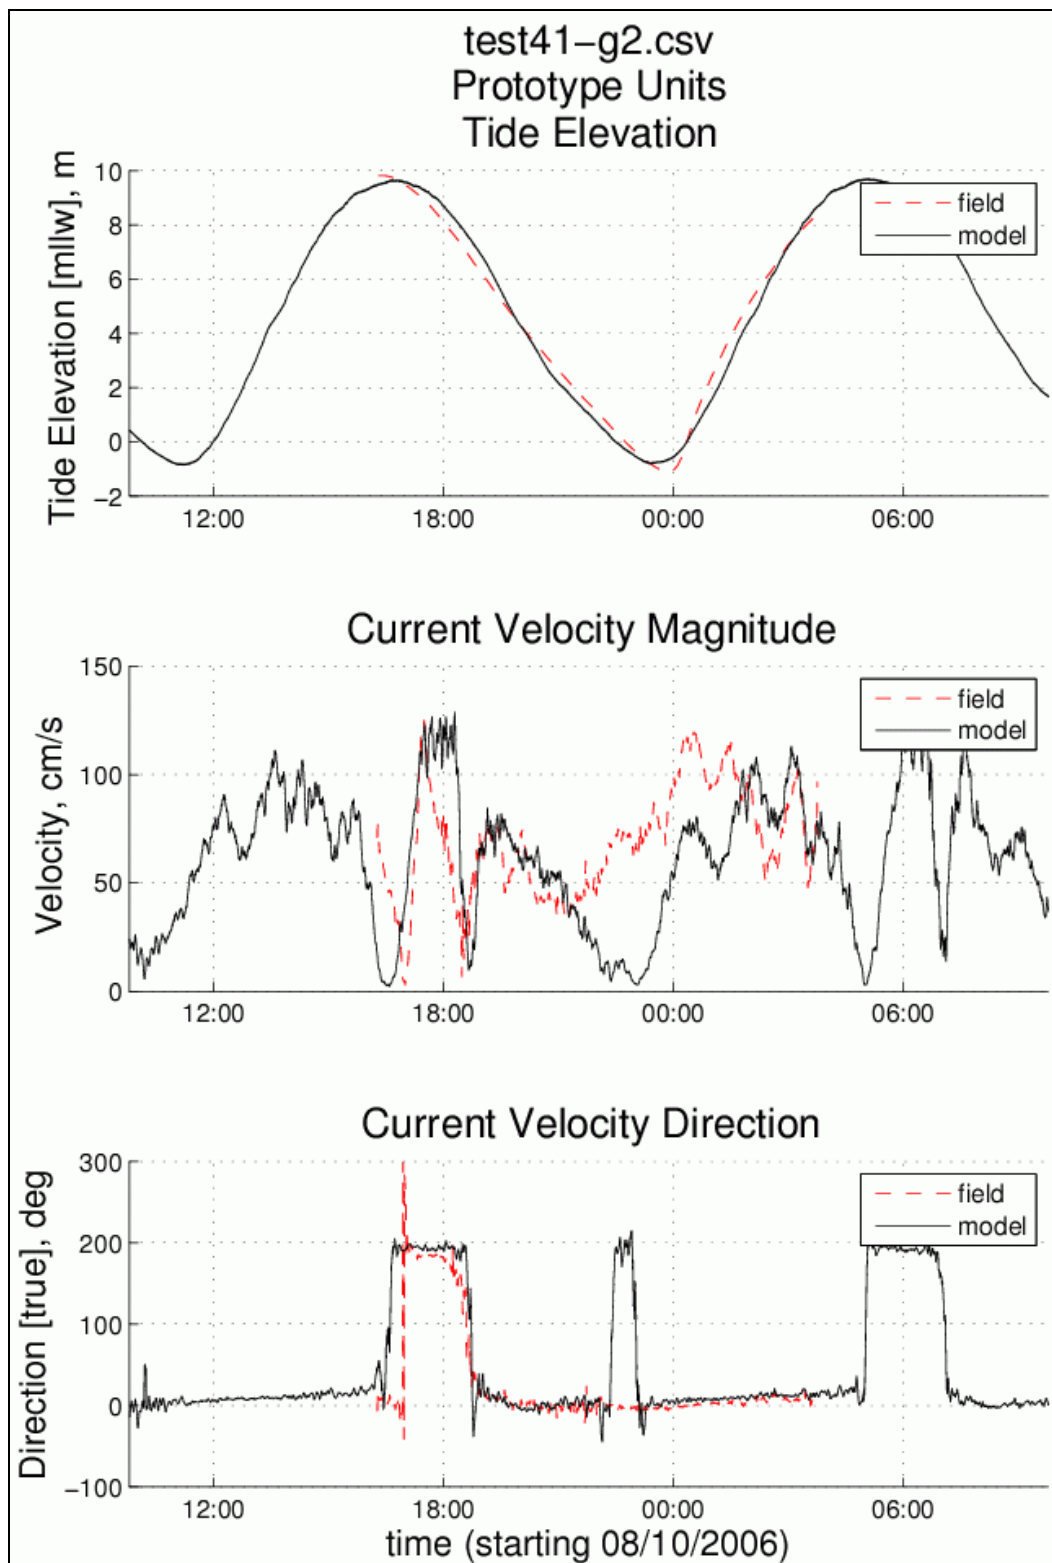 test41-g2.csv
Prototype Units
Tide Elevation
Tide Elevation [mllw], m
10
8
6
4
2
0
−2
field
model
12:00
18:00
00:00
06:00
Current Velocity Magnitude
Velocity, cm/s
150
100
50
0
field
model
12:00
18:00
00:00
06:00
Current Velocity Direction
Direction [true], deg
300
200
100
0
−100
field
model
12:00
18:00
00:00
06:00
time (starting 08/10/2006)